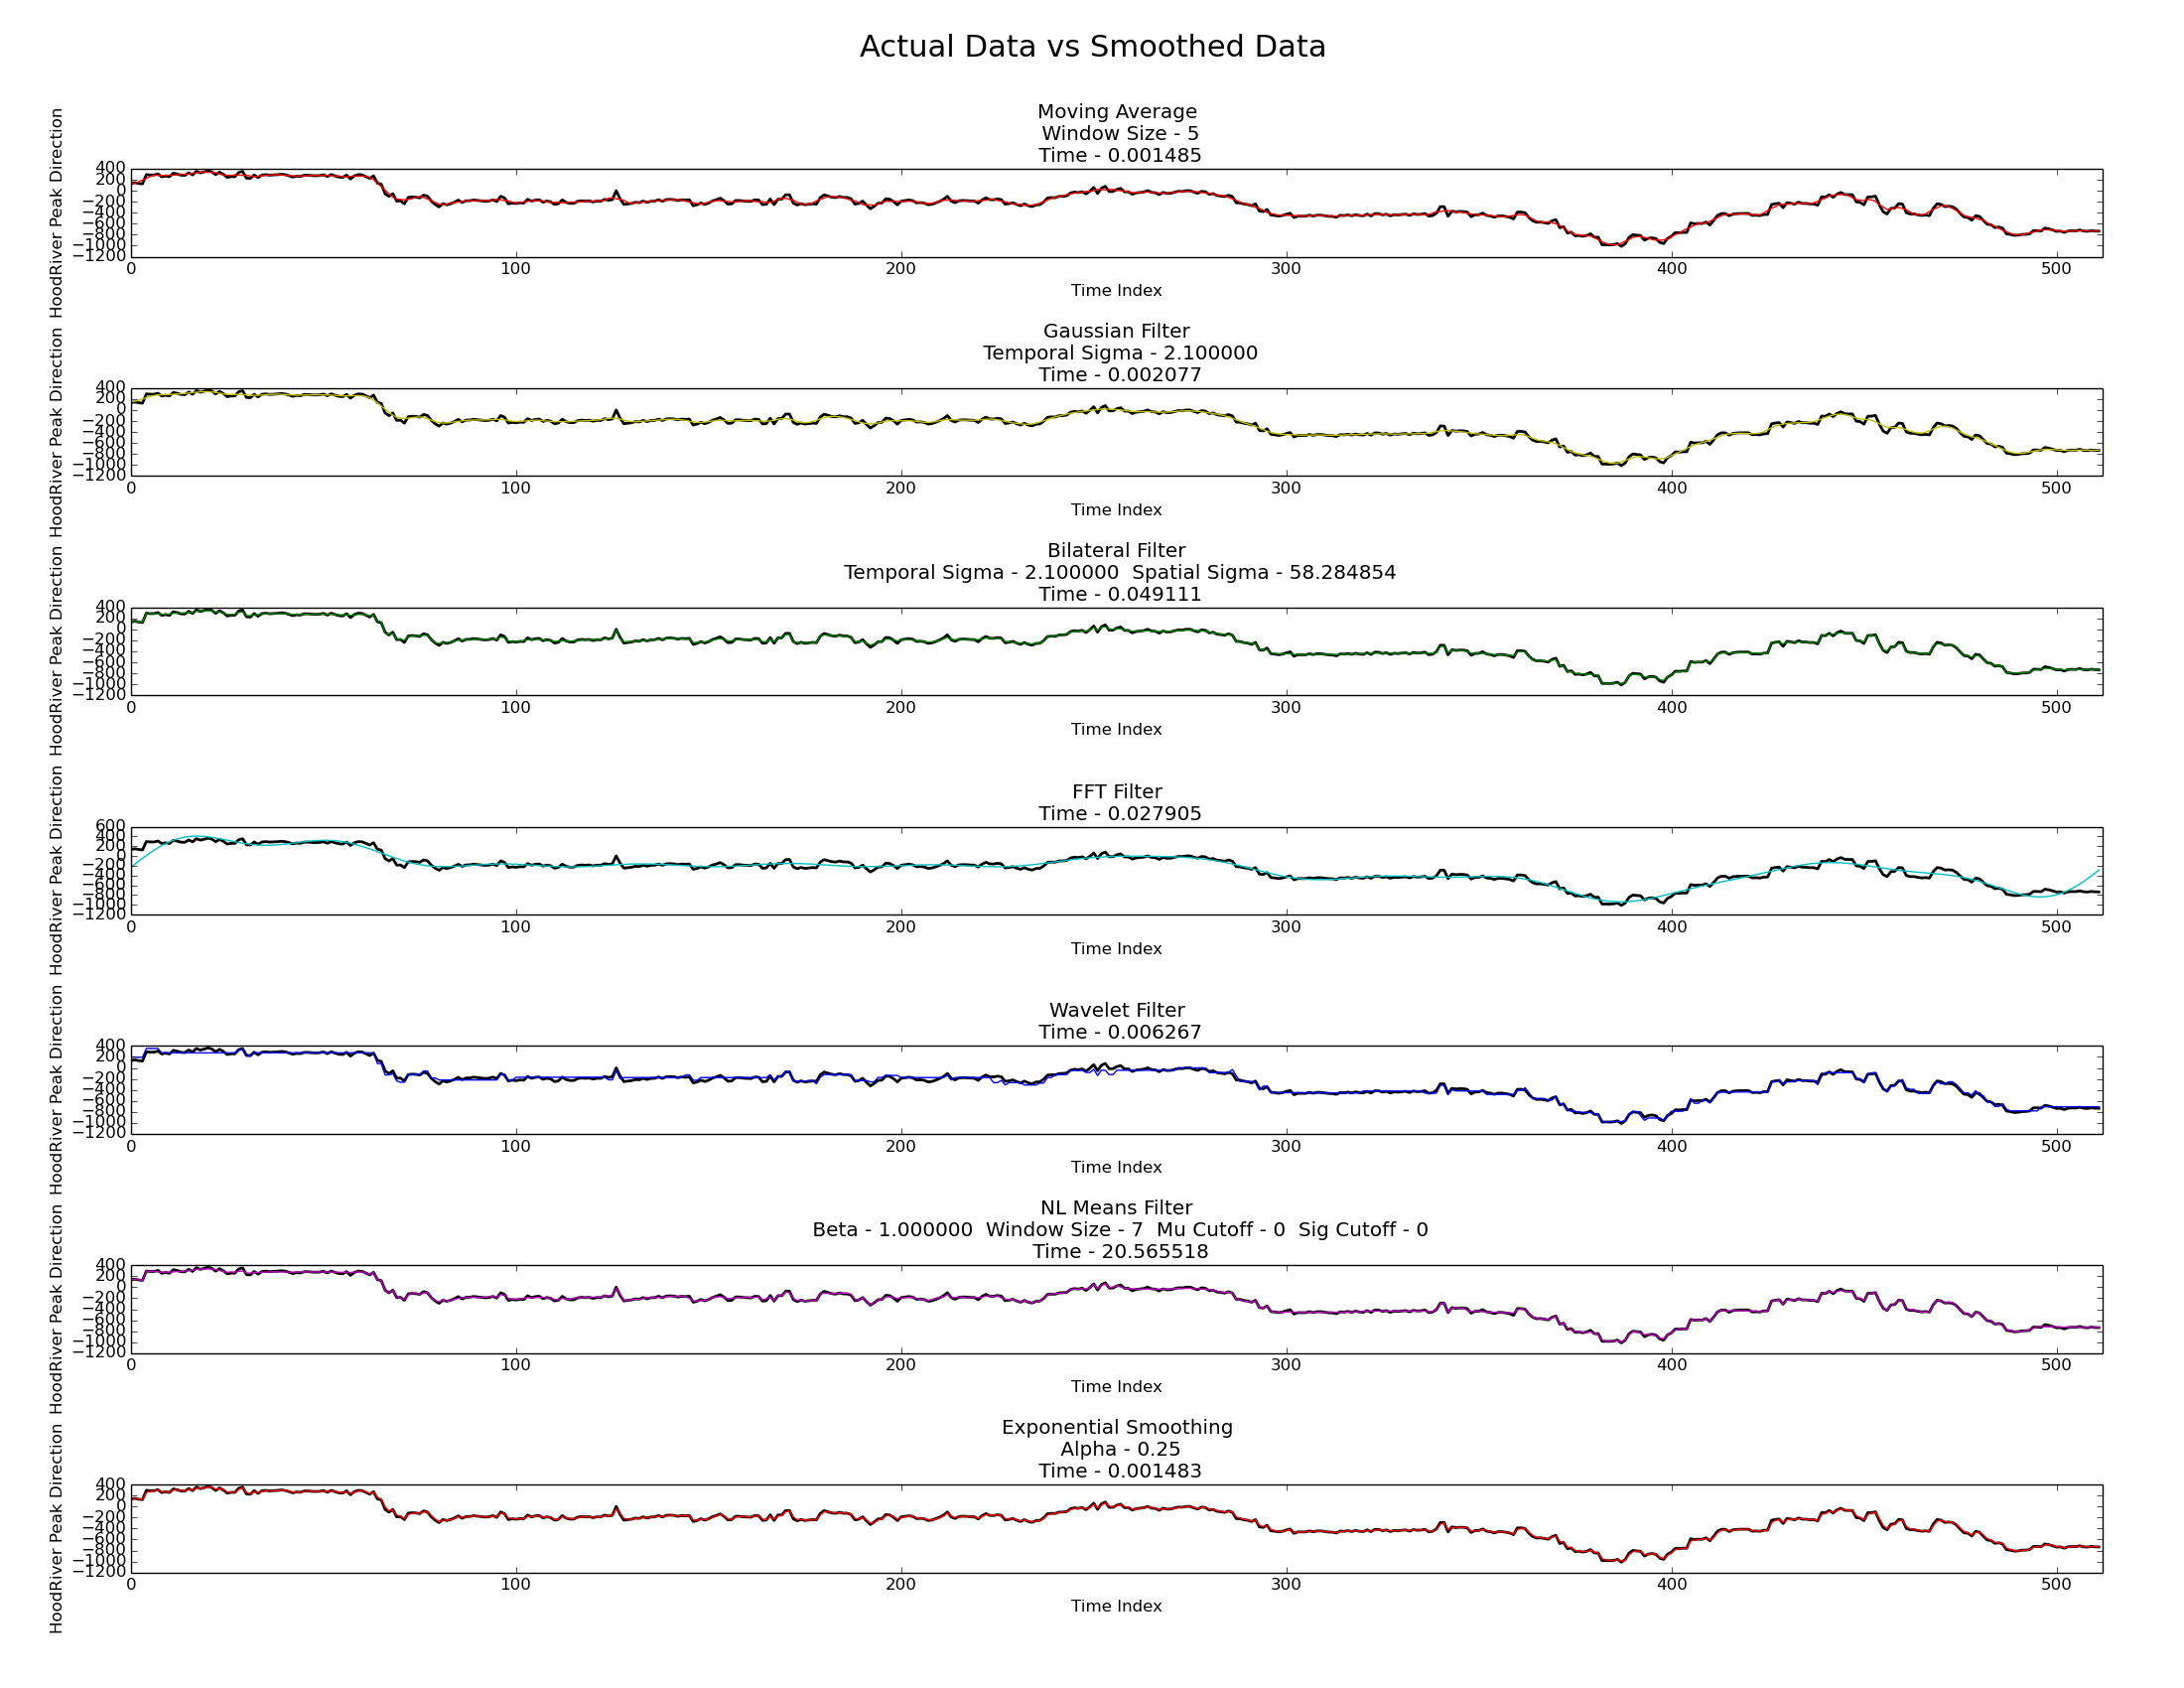 Actual Data vs Smoothed Data
Moving Average
Window Size - 5
Time - 0.001485
HoodRiver Peak Direction
400
200
0
−200
−400
−600
−800
−1000
−1200
0 100 200 300 400 500
Time Index
Gaussian Filter
Temporal Sigma - 2.100000
Time - 0.002077
HoodRiver Peak Direction
400
200
0
−200
−400
−600
−800
−1000
−1200
0 100 200 300 400 500
Time Index
Bilateral Filter
Temporal Sigma - 2.100000  Spatial Sigma - 58.284854
Time - 0.049111
HoodRiver Peak Direction
400
200
0
−200
−400
−600
−800
−1000
−1200
0 100 200 300 400 500
Time Index
FFT Filter
Time - 0.027905
HoodRiver Peak Direction
600
400
200
0
−200
−400
−600
−800
−1000
−1200
0 100 200 300 400 500
Time Index
Wavelet Filter
Time - 0.006267
HoodRiver Peak Direction
400
200
0
−200
−400
−600
−800
−1000
−1200
0 100 200 300 400 500
Time Index
NL Means Filter
Beta - 1.000000  Window Size - 7  Mu Cutoff - 0  Sig Cutoff - 0
Time - 20.565518
HoodRiver Peak Direction
400
200
0
−200
−400
−600
−800
−1000
−1200
0 100 200 300 400 500
Time Index
Exponential Smoothing
Alpha - 0.25
Time - 0.001483
HoodRiver Peak Direction
400
200
0
−200
−400
−600
−800
−1000
−1200
0 100 200 300 400 500
Time Index